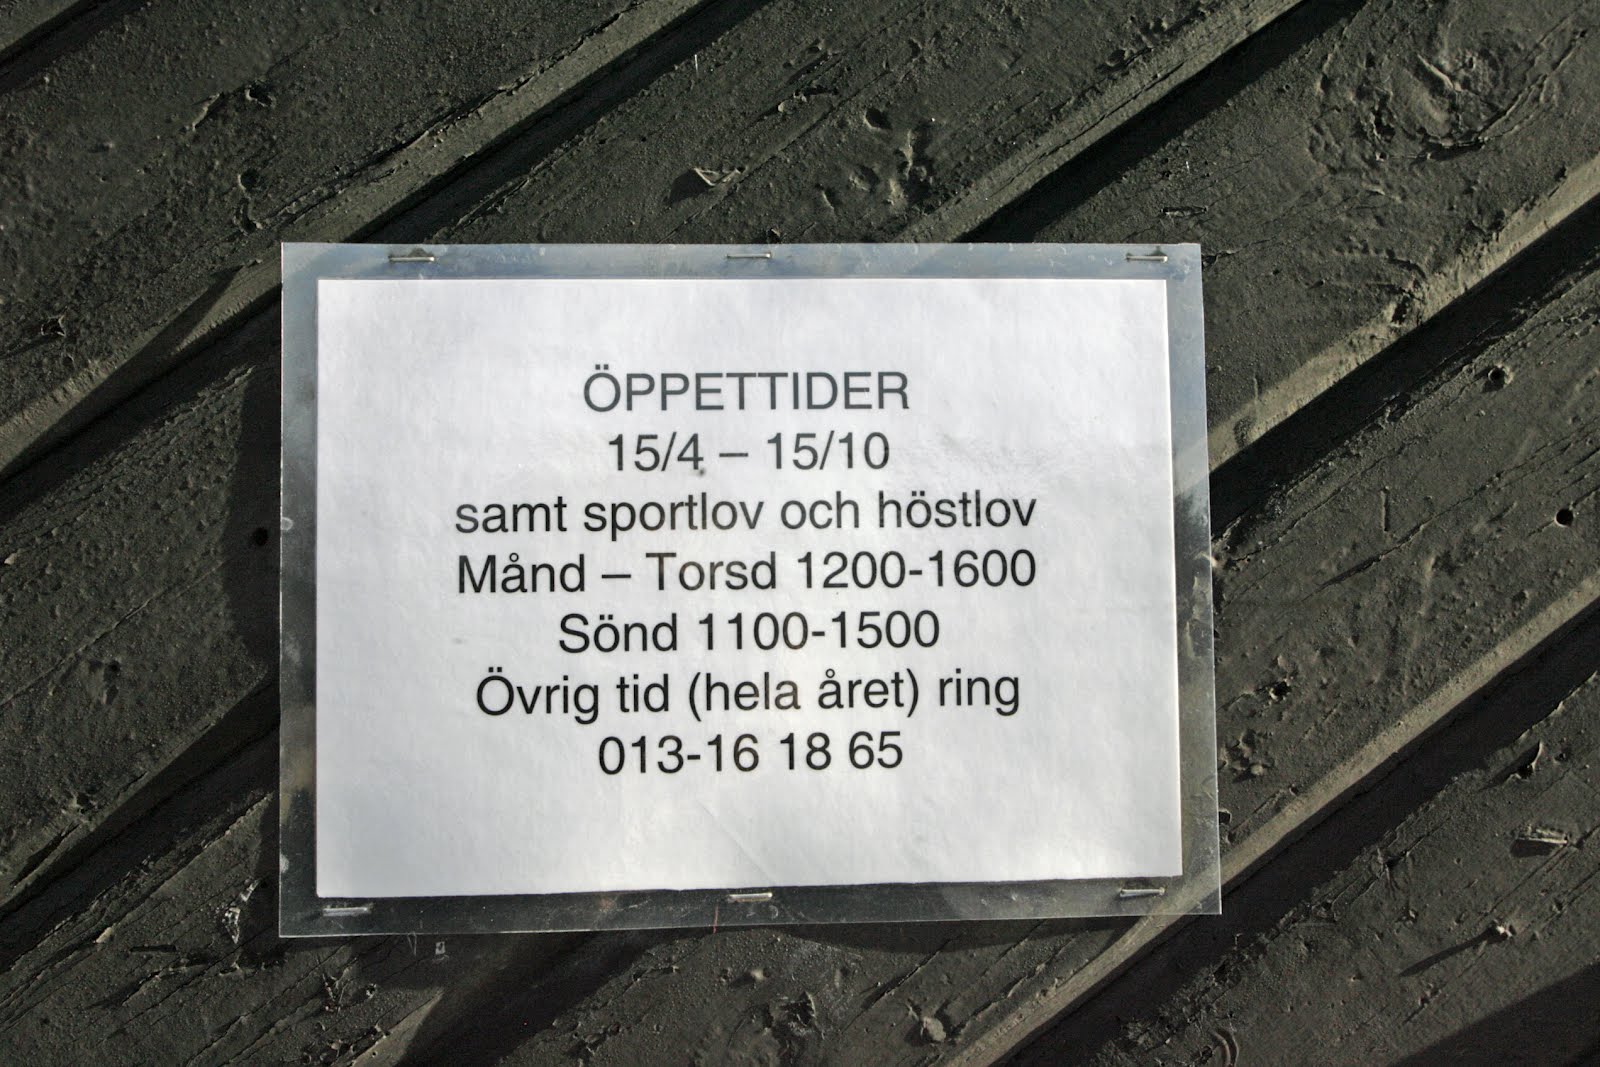 ÖPPETTIDER
15/4 – 15/10
samt sportlov och höstlov
Månd – Torsd 1200-1600
Sönd 1100-1500
Övrig tid (hela året) ring
013-16 18 65